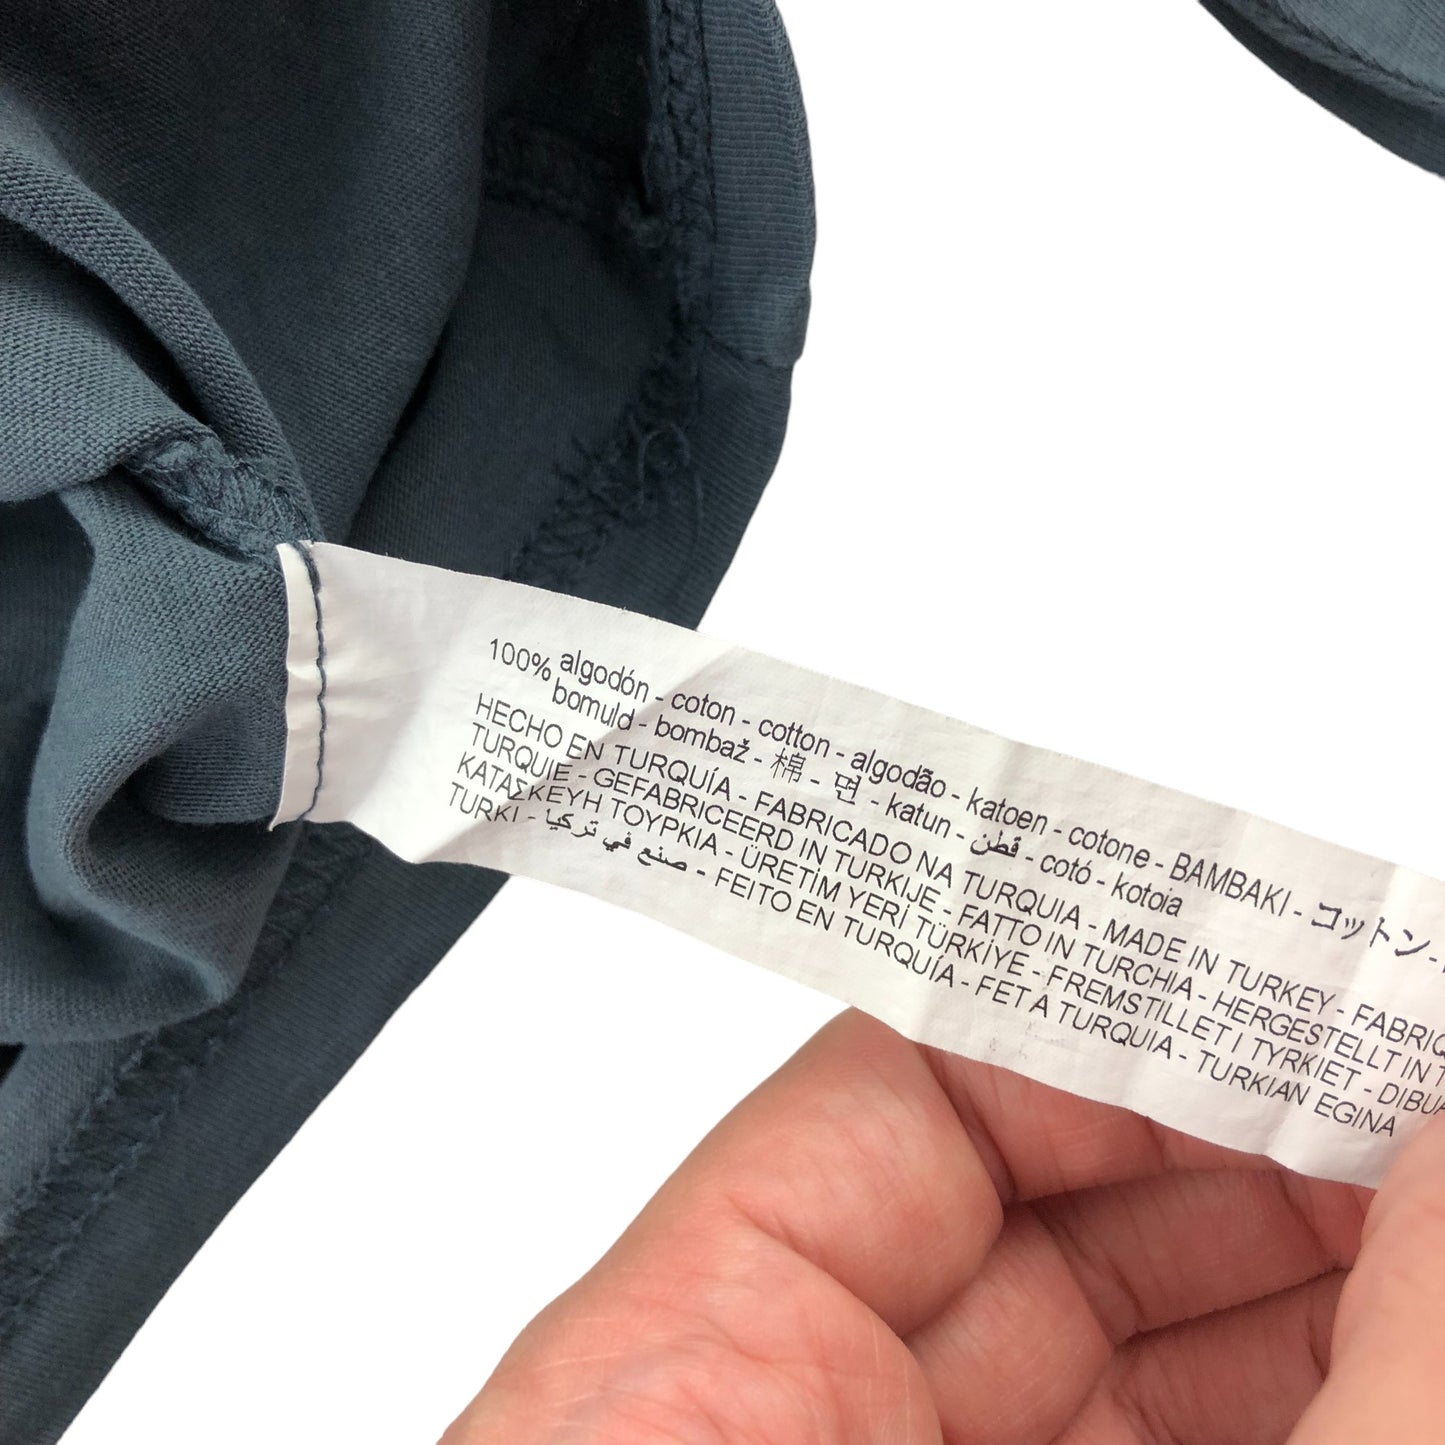 100% algodón - coton - cotton - algodão - katoen - cotone - BAMBAKI - コットン -
bomuld - bombaž - 棉 - 면 - katun - قطن - cotó - kotoia
HECHO EN TURQUÍA - FABRICADO NA TURQUIA - MADE IN TURKEY - FABRIQ
TURQUIE - GEFABRICEERD IN TURKIJE - FATTO IN TURCHIA - HERGESTELLT IN T
ΚΑΤΑΣΚΕΥΗ ΤΟΥΡΚΙΑ - ÜRETİM YERİ TÜRKİYE - FREMSTILLET I TYRKIET - DIBUA
TURKI - صنع في تركيا - FEITO EN TURQUÍA - FET A TURQUIA - TURKIAN EGINA